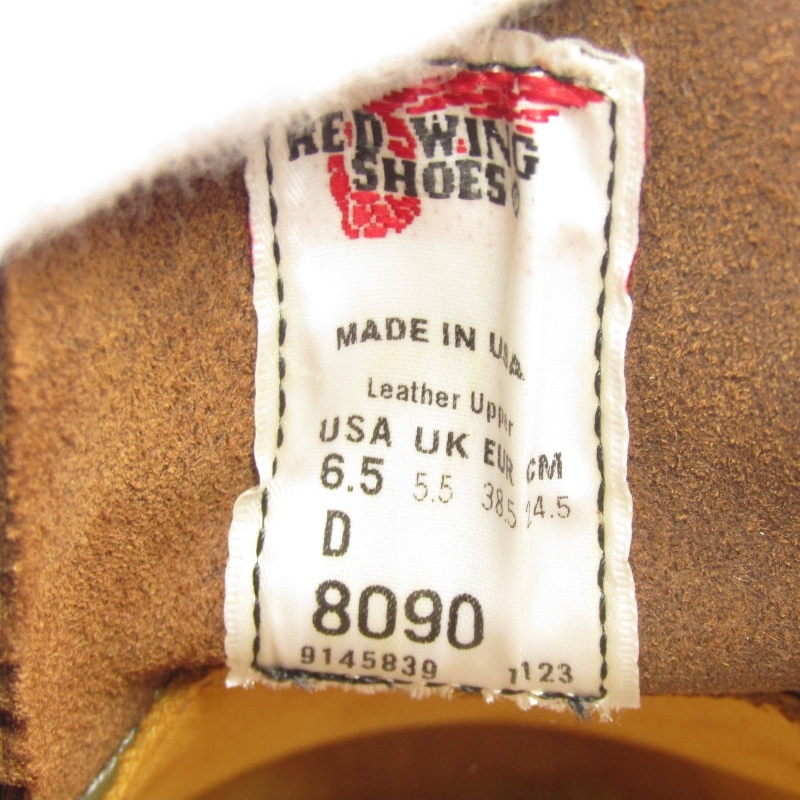 RED WING
SHOES®
MADE IN USA
Leather Upper
USA UK EUR CM
6.5 5.5 38.5 24.5
D
8090
9145839 1123